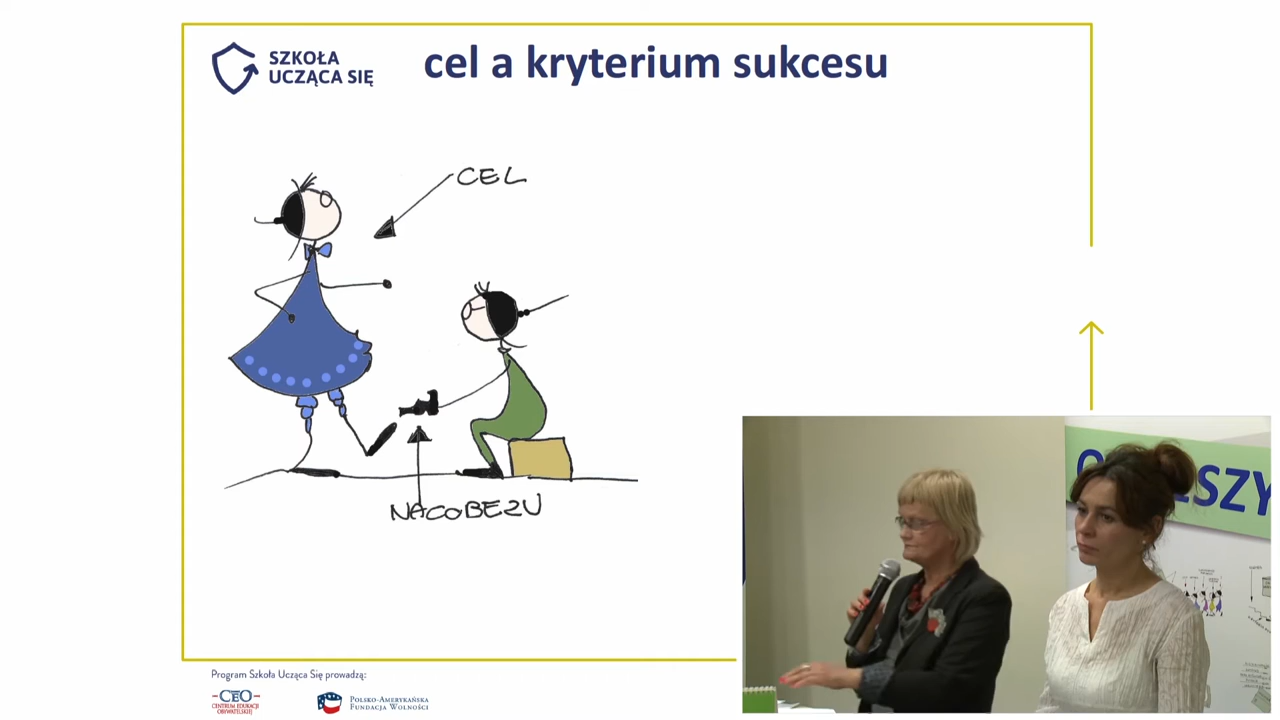 SZKOŁA
UCZĄCA SIĘ
cel a kryterium sukcesu
CEL
NACOBEZU
Program Szkoła Ucząca Się prowadzą:
CEO
CENTRUM EDUKACJI
OBYWATELSKIEJ
POLSKO-AMERYKAŃSKA
FUNDACJA WOLNOŚCI